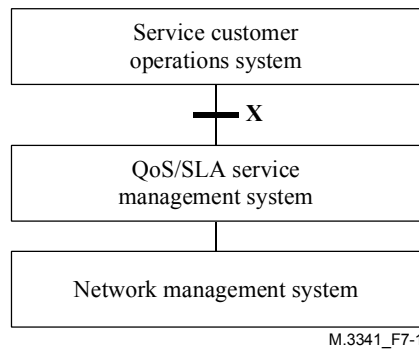 Service customer
operations system
X
QoS/SLA service
management system
Network management system
M.3341_F7-1